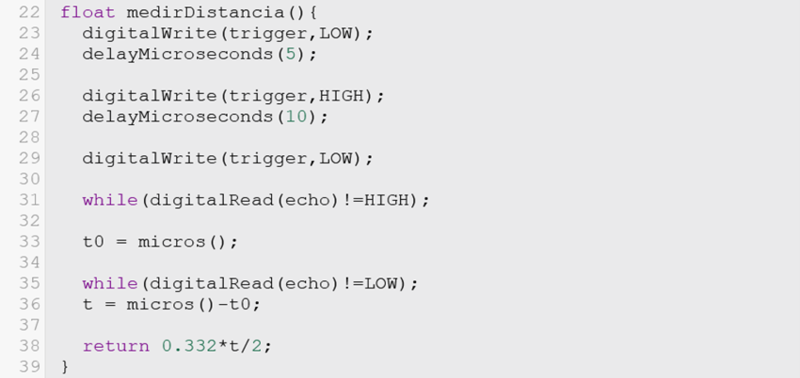 22 float medirDistancia(){
23   digitalWrite(trigger,LOW);
24   delayMicroseconds(5);
25
26   digitalWrite(trigger,HIGH);
27   delayMicroseconds(10);
28
29   digitalWrite(trigger,LOW);
30
31   while(digitalRead(echo)!=HIGH);
32
33   t0 = micros();
34
35   while(digitalRead(echo)!=LOW);
36   t = micros()-t0;
37
38   return 0.332*t/2;
39 }